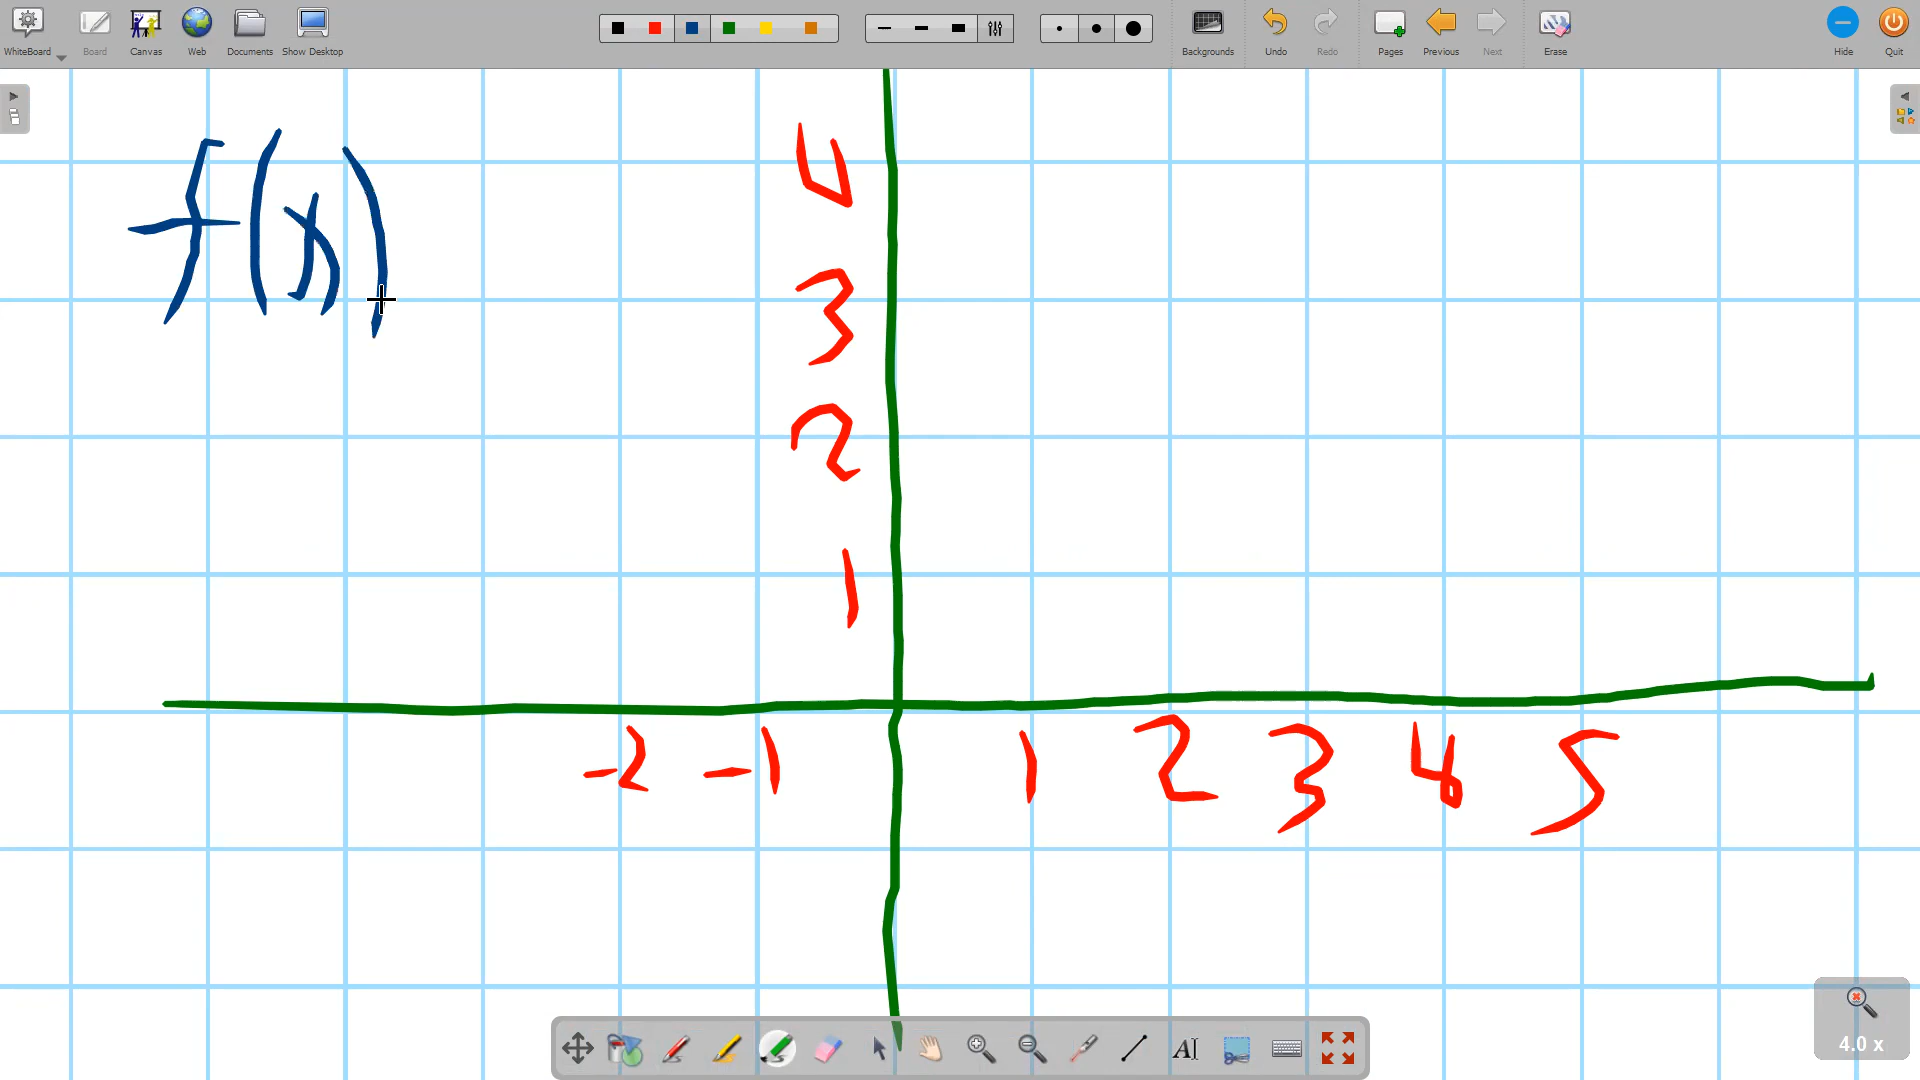 WhiteBoard Board Canvas Web Documents Show Desktop Backgrounds Undo Redo Pages Previous Next Erase Hide Quit
f(x)
4
3
2
1
-2 -1 1 2 3 4 5
4.0 x